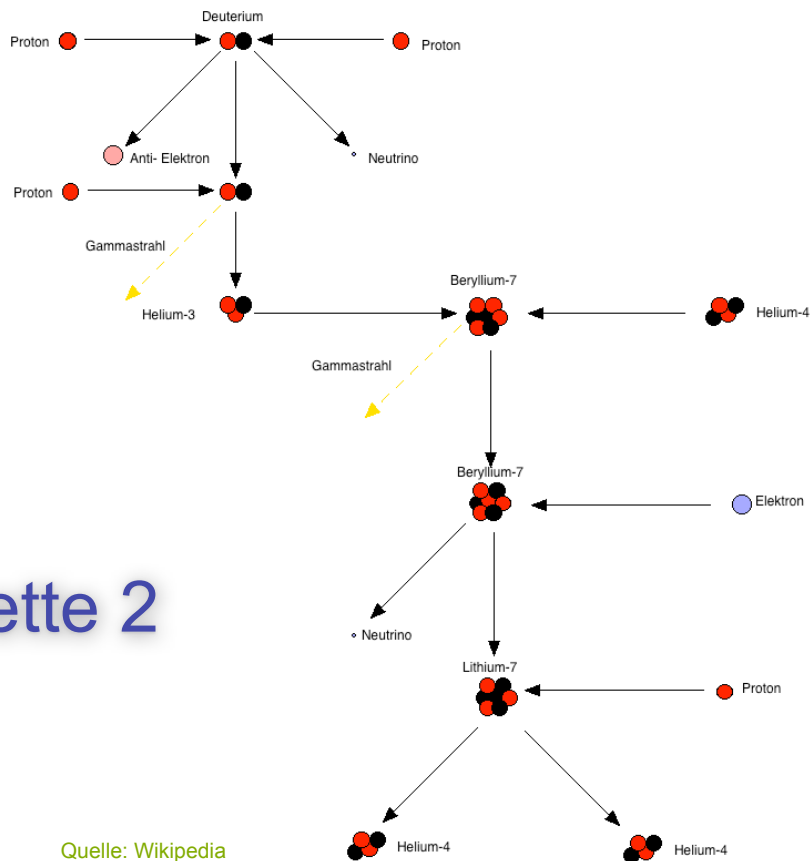 Deuterium
Proton
Proton
Anti- Elektron
Neutrino
Proton
Gammastrahl
Beryllium-7
Helium-3
Helium-4
Gammastrahl
Beryllium-7
Elektron
ette 2
Neutrino
Lithium-7
Proton
Helium-4
Helium-4
Quelle: Wikipedia